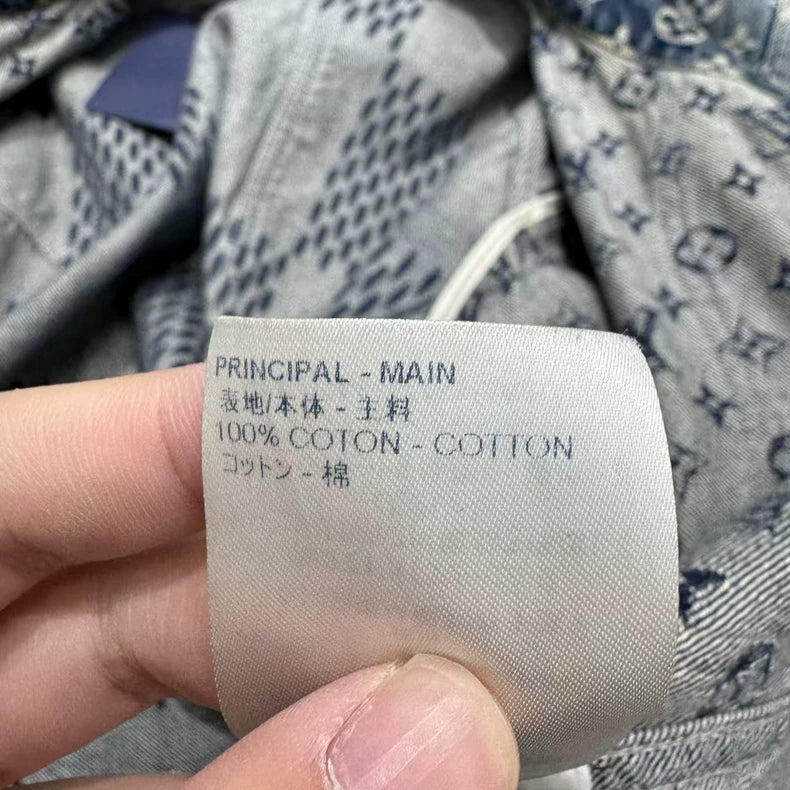 PRINCIPAL - MAIN
表地/本体 - 主料
100% COTON - COTTON
コットン - 棉